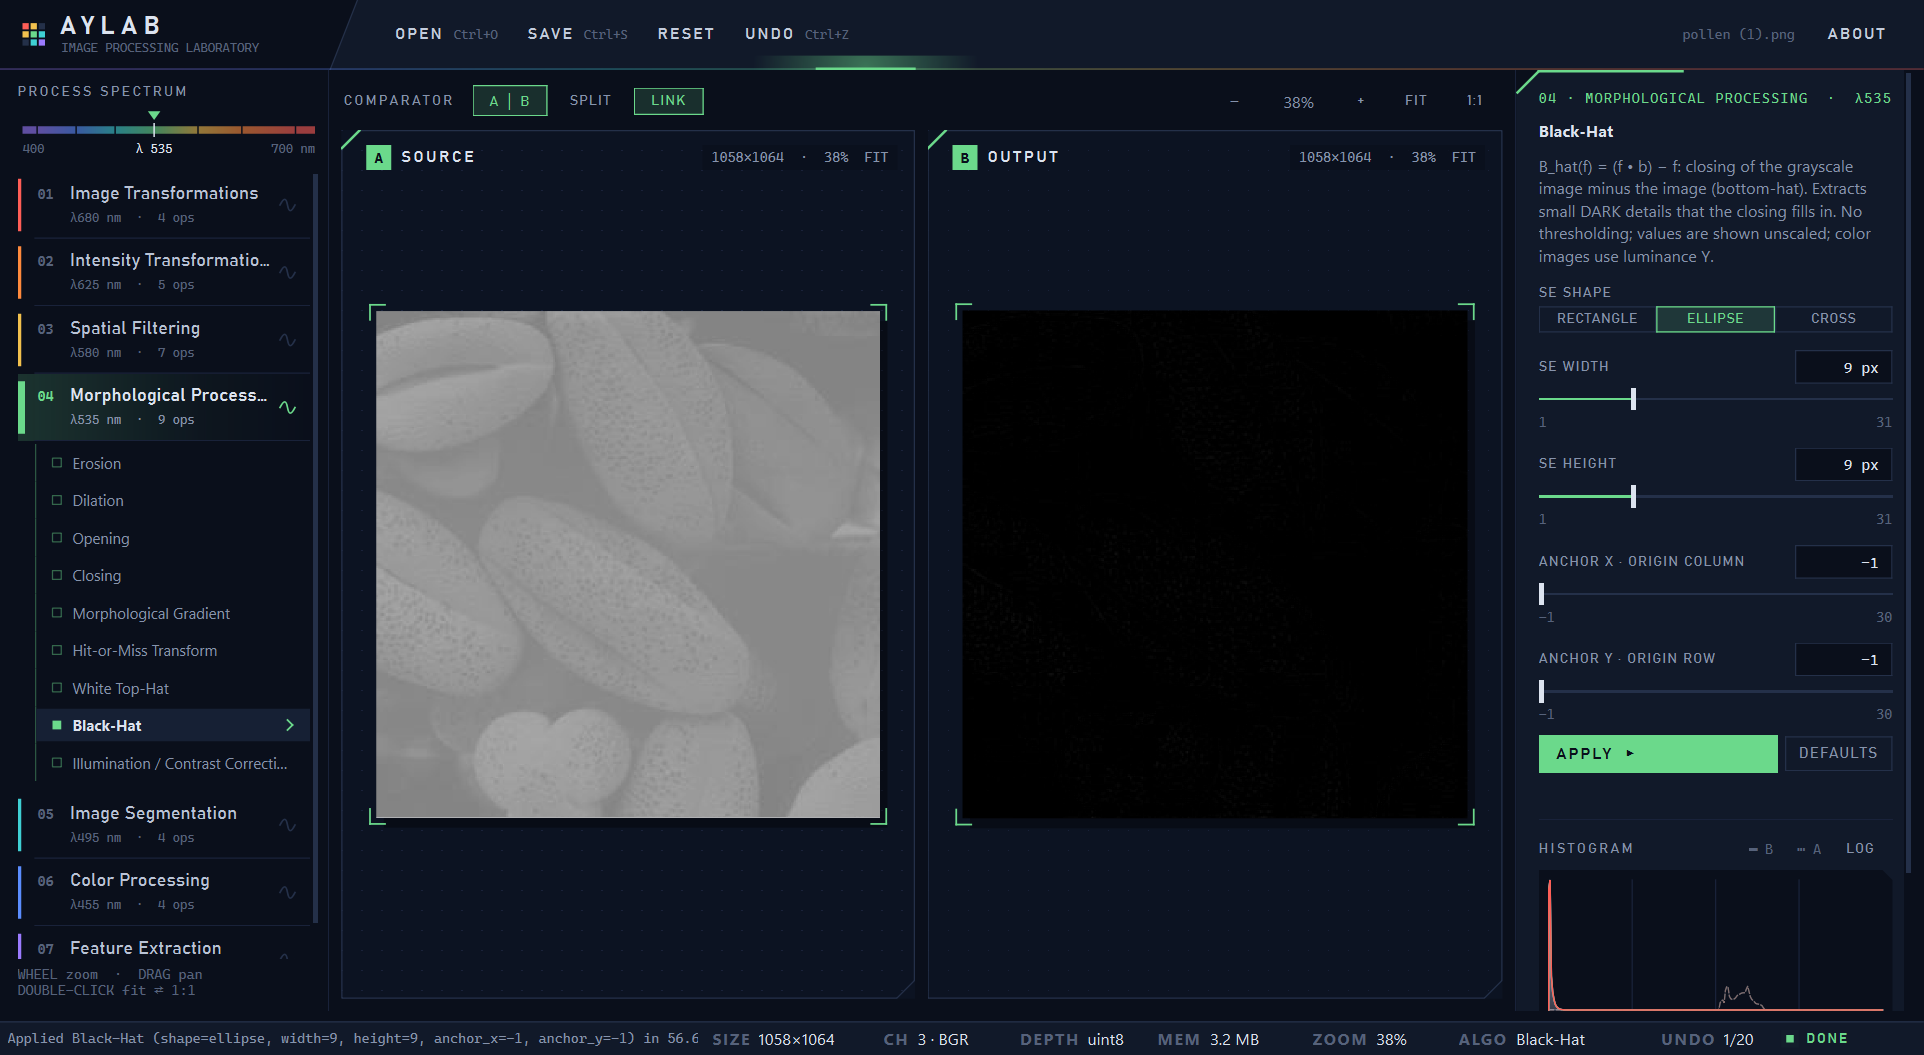 AYLAB
IMAGE PROCESSING LABORATORY
OPEN Ctrl+O SAVE Ctrl+S RESET UNDO Ctrl+Z
pollen (1).png ABOUT
PROCESS SPECTRUM
400 λ 535 700 nm
01 Image Transformations
λ680 nm · 4 ops
02 Intensity Transformatio...
λ625 nm · 5 ops
03 Spatial Filtering
λ580 nm · 7 ops
04 Morphological Process...
λ535 nm · 9 ops
Erosion
Dilation
Opening
Closing
Morphological Gradient
Hit-or-Miss Transform
White Top-Hat
Black-Hat
Illumination / Contrast Correcti...
05 Image Segmentation
λ495 nm · 4 ops
06 Color Processing
λ455 nm · 4 ops
07 Feature Extraction
WHEEL zoom · DRAG pan
DOUBLE-CLICK fit ⇄ 1:1
COMPARATOR A | B SPLIT LINK − 38% + FIT 1:1
A SOURCE 1058×1064 · 38% FIT
B OUTPUT 1058×1064 · 38% FIT
04 · MORPHOLOGICAL PROCESSING · λ535
Black-Hat
B_hat(f) = (f • b) − f: closing of the grayscale
image minus the image (bottom-hat). Extracts
small DARK details that the closing fills in. No
thresholding; values are shown unscaled; color
images use luminance Y.
SE SHAPE
RECTANGLE ELLIPSE CROSS
SE WIDTH 9 px
1 31
SE HEIGHT 9 px
1 31
ANCHOR X · ORIGIN COLUMN −1
−1 30
ANCHOR Y · ORIGIN ROW −1
−1 30
APPLY ▸ DEFAULTS
HISTOGRAM B A LOG
Applied Black-Hat (shape=ellipse, width=9, height=9, anchor_x=−1, anchor_y=−1) in 56.6 SIZE 1058×1064 CH 3 · BGR DEPTH uint8 MEM 3.2 MB ZOOM 38% ALGO Black-Hat UNDO 1/20 DONE